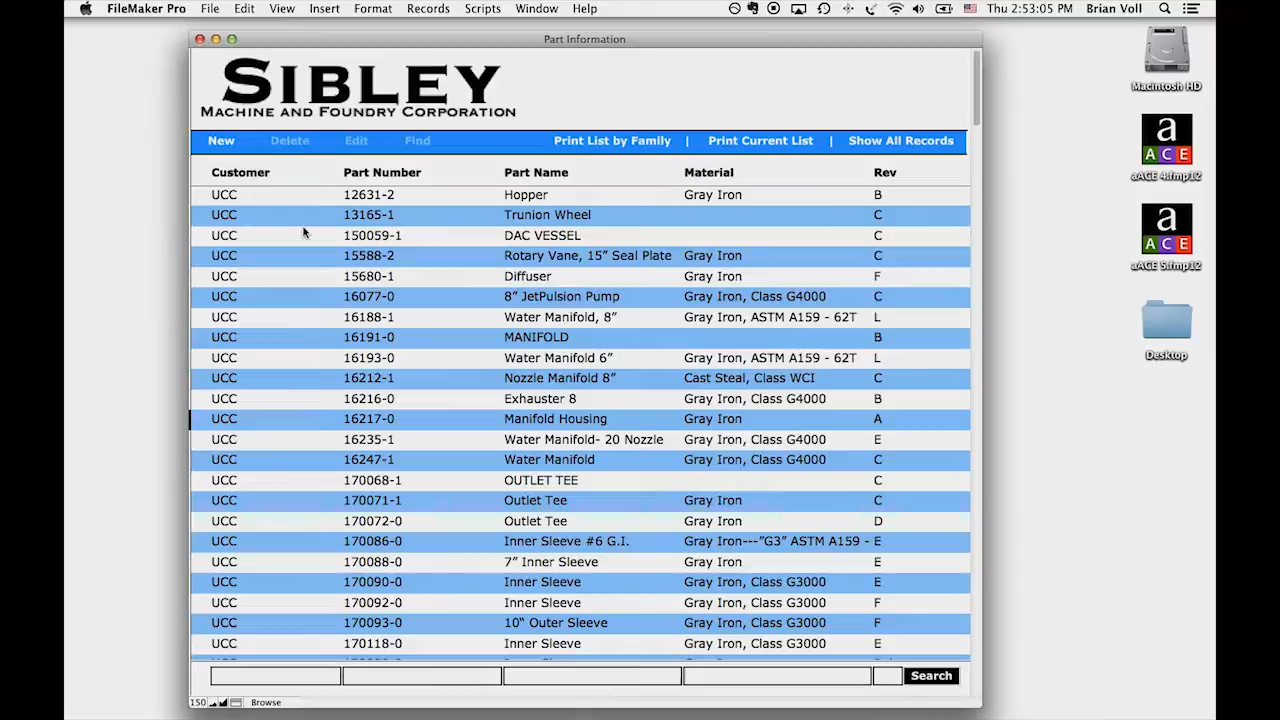 FileMaker Pro File Edit View Insert Format Records Scripts Window Help Thu 2:53:05 PM Brian Voll
Part Information
SIBLEY
MACHINE AND FOUNDRY CORPORATION
New Delete Edit Find Print List by Family | Print Current List | Show All Records
Customer Part Number Part Name Material Rev
UCC 12631-2 Hopper Gray Iron B
UCC 13165-1 Trunion Wheel C
UCC 150059-1 DAC VESSEL C
UCC 15588-2 Rotary Vane, 15” Seal Plate Gray Iron C
UCC 15680-1 Diffuser Gray Iron F
UCC 16077-0 8” JetPulsion Pump Gray Iron, Class G4000 C
UCC 16188-1 Water Manifold, 8” Gray Iron, ASTM A159 - 62T L
UCC 16191-0 MANIFOLD B
UCC 16193-0 Water Manifold 6” Gray Iron, ASTM A159 - 62T L
UCC 16212-1 Nozzle Manifold 8” Cast Steal, Class WCI C
UCC 16216-0 Exhauster 8 Gray Iron, Class G4000 B
UCC 16217-0 Manifold Housing Gray Iron A
UCC 16235-1 Water Manifold- 20 Nozzle Gray Iron, Class G4000 E
UCC 16247-1 Water Manifold Gray Iron, Class G4000 C
UCC 170068-1 OUTLET TEE C
UCC 170071-1 Outlet Tee Gray Iron C
UCC 170072-0 Outlet Tee Gray Iron D
UCC 170086-0 Inner Sleeve #6 G.I. Gray Iron---”G3” ASTM A159 - E
UCC 170088-0 7” Inner Sleeve Gray Iron E
UCC 170090-0 Inner Sleeve Gray Iron, Class G3000 E
UCC 170092-0 Inner Sleeve Gray Iron, Class G3000 F
UCC 170093-0 10“ Outer Sleeve Gray Iron, Class G3000 F
UCC 170118-0 Inner Sleeve Gray Iron, Class G3000 E
Search
150 Browse
Macintosh HD
a
ACE
aACE 4.fmp12
a
ACE
aACE 5.fmp12
Desktop